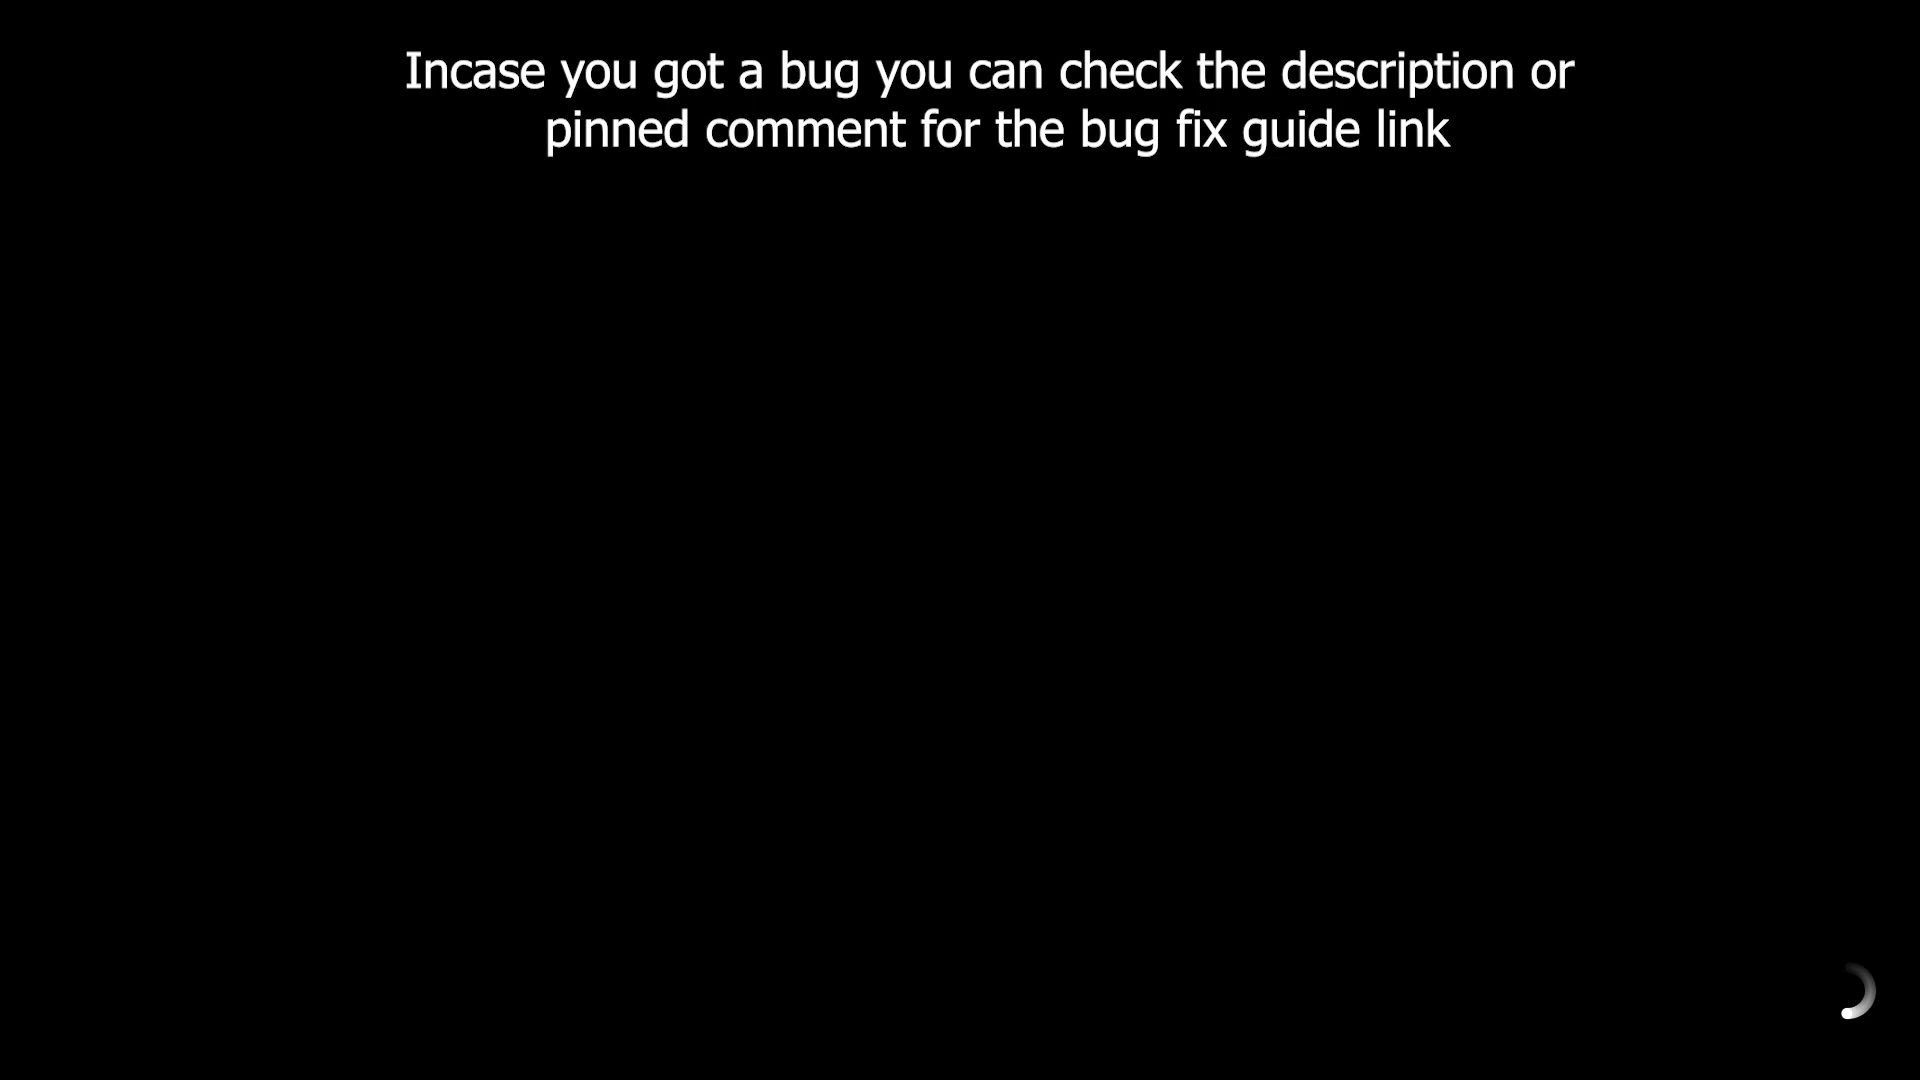 Incase you got a bug you can check the description or
pinned comment for the bug fix guide link